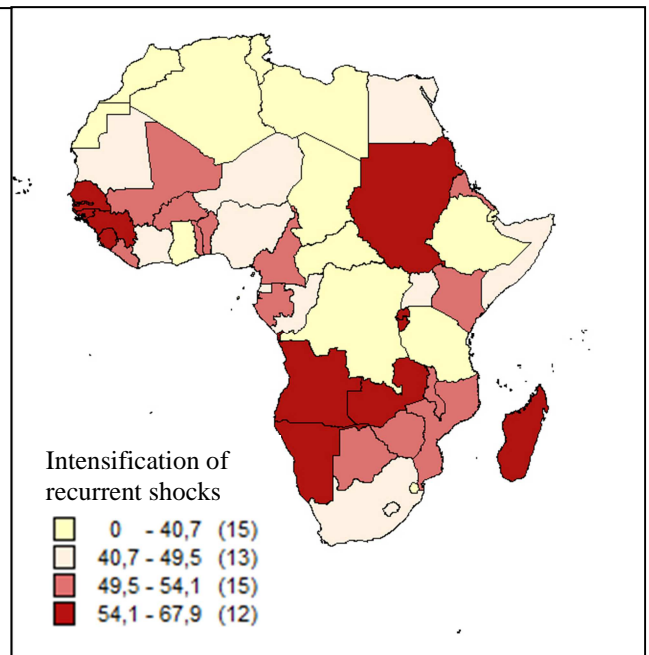 Intensification of
recurrent shocks
0 - 40,7 (15)
40,7 - 49,5 (13)
49,5 - 54,1 (15)
54,1 - 67,9 (12)